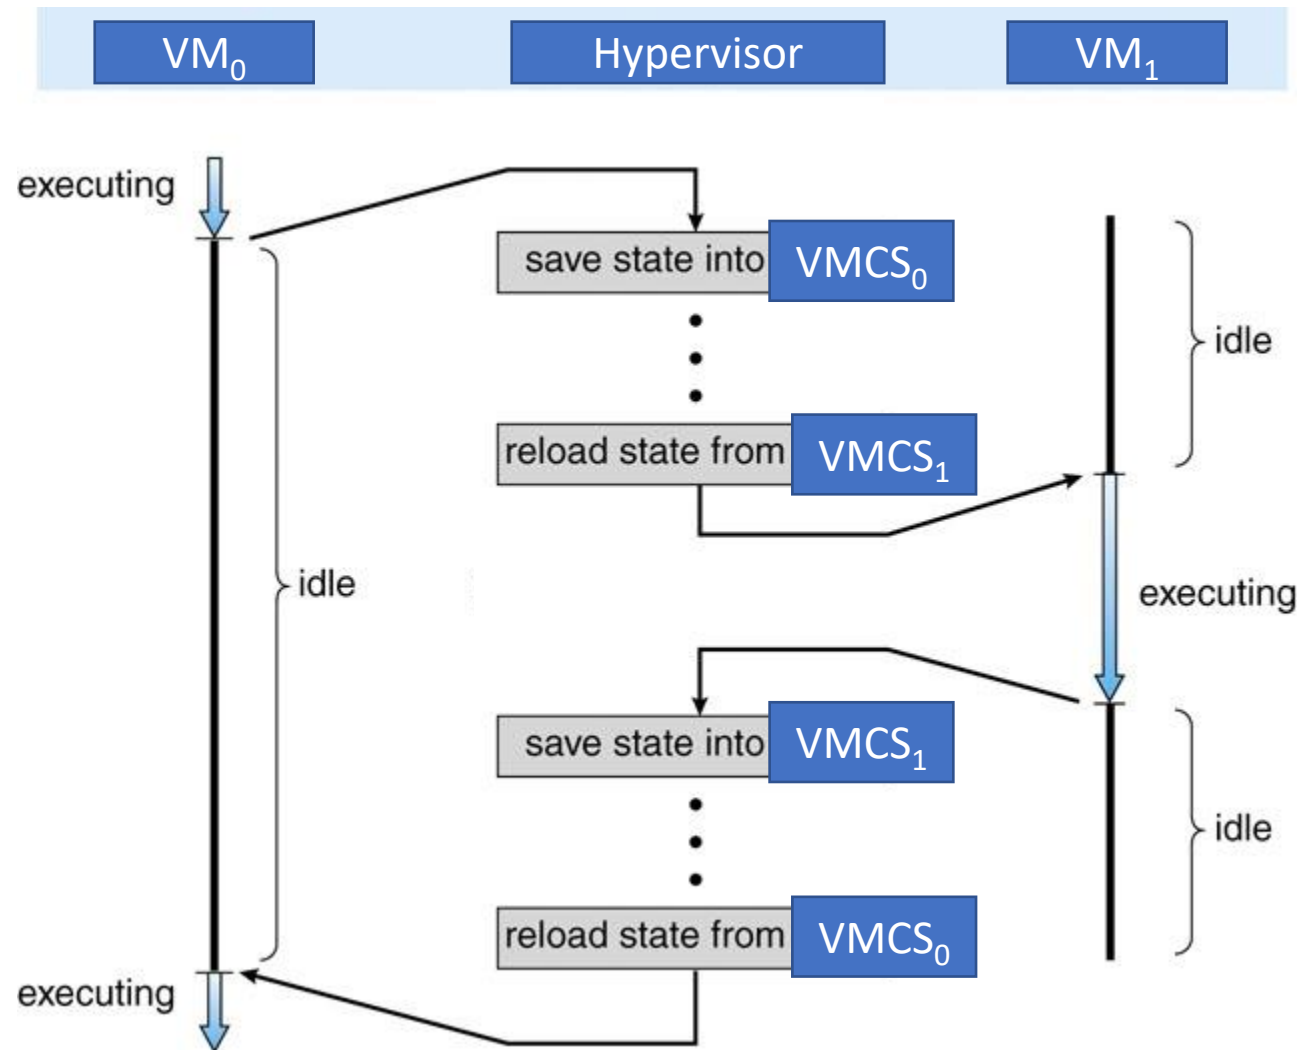 VM₀
Hypervisor
VM₁
executing
save state into VMCS₀
idle
reload state from VMCS₁
idle
executing
save state into VMCS₁
idle
reload state from VMCS₀
executing